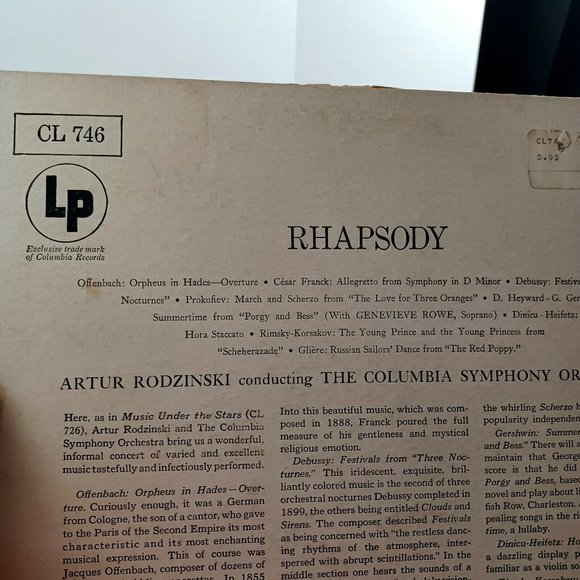 CL 746
CL74
3.95
LP
Exclusive trade mark
of Columbia Records
RHAPSODY
Offenbach: Orpheus in Hades—Overture • César Franck: Allegretto from Symphony in D Minor • Debussy: Festiva
Nocturnes" • Prokofiev: March and Scherzo from "The Love for Three Oranges" • D. Heyward-G. Ger
Summertime from "Porgy and Bess" (With GENEVIEVE ROWE, Soprano) • Dinicu-Heifetz:
Hora Staccato • Rimsky-Korsakov: The Young Prince and the Young Princess from
"Scheherazade" • Glière: Russian Sailors' Dance from "The Red Poppy."
ARTUR RODZINSKI conducting THE COLUMBIA SYMPHONY OR
Here, as in Music Under the Stars (CL
726), Artur Rodzinski and The Columbia
Symphony Orchestra bring us a wonderful,
informal concert of varied and excellent
music tastefully and infectiously performed.
Offenbach: Orpheus in Hades—Over-
ture. Curiously enough, it was a German
from Cologne, the son of a cantor, who gave
to the Paris of the Second Empire its most
characteristic and its most enchanting
musical expression. This of course was
Jacques Offenbach, composer of dozens of
In 1855
Into this beautiful music, which was com-
posed in 1888, Franck poured the full
measure of his gentleness and mystical
religious emotion.
Debussy: Festivals from "Three Noc-
turnes." This iridescent, exquisite, bril-
liantly colored music is the second of three
orchestral nocturnes Debussy completed in
1899, the others being entitled Clouds and
Sirens. The composer described Festivals
as being concerned with "the restless danc-
ing rhythms of the atmosphere, inter-
spersed with abrupt scintillations." In the
middle section one hears the sounds of a
the whirling Scherzo h
popularity independen
Gershwin: Summer
and Bess." There will a
maintain that George
score is that he did
Porgy and Bess, based
novel and play about li
fish Row, Charleston. A
pealing songs in the ri
time, a lullaby.
Dinicu-Heifetz: Ho
a dazzling display p
familiar as a violin so